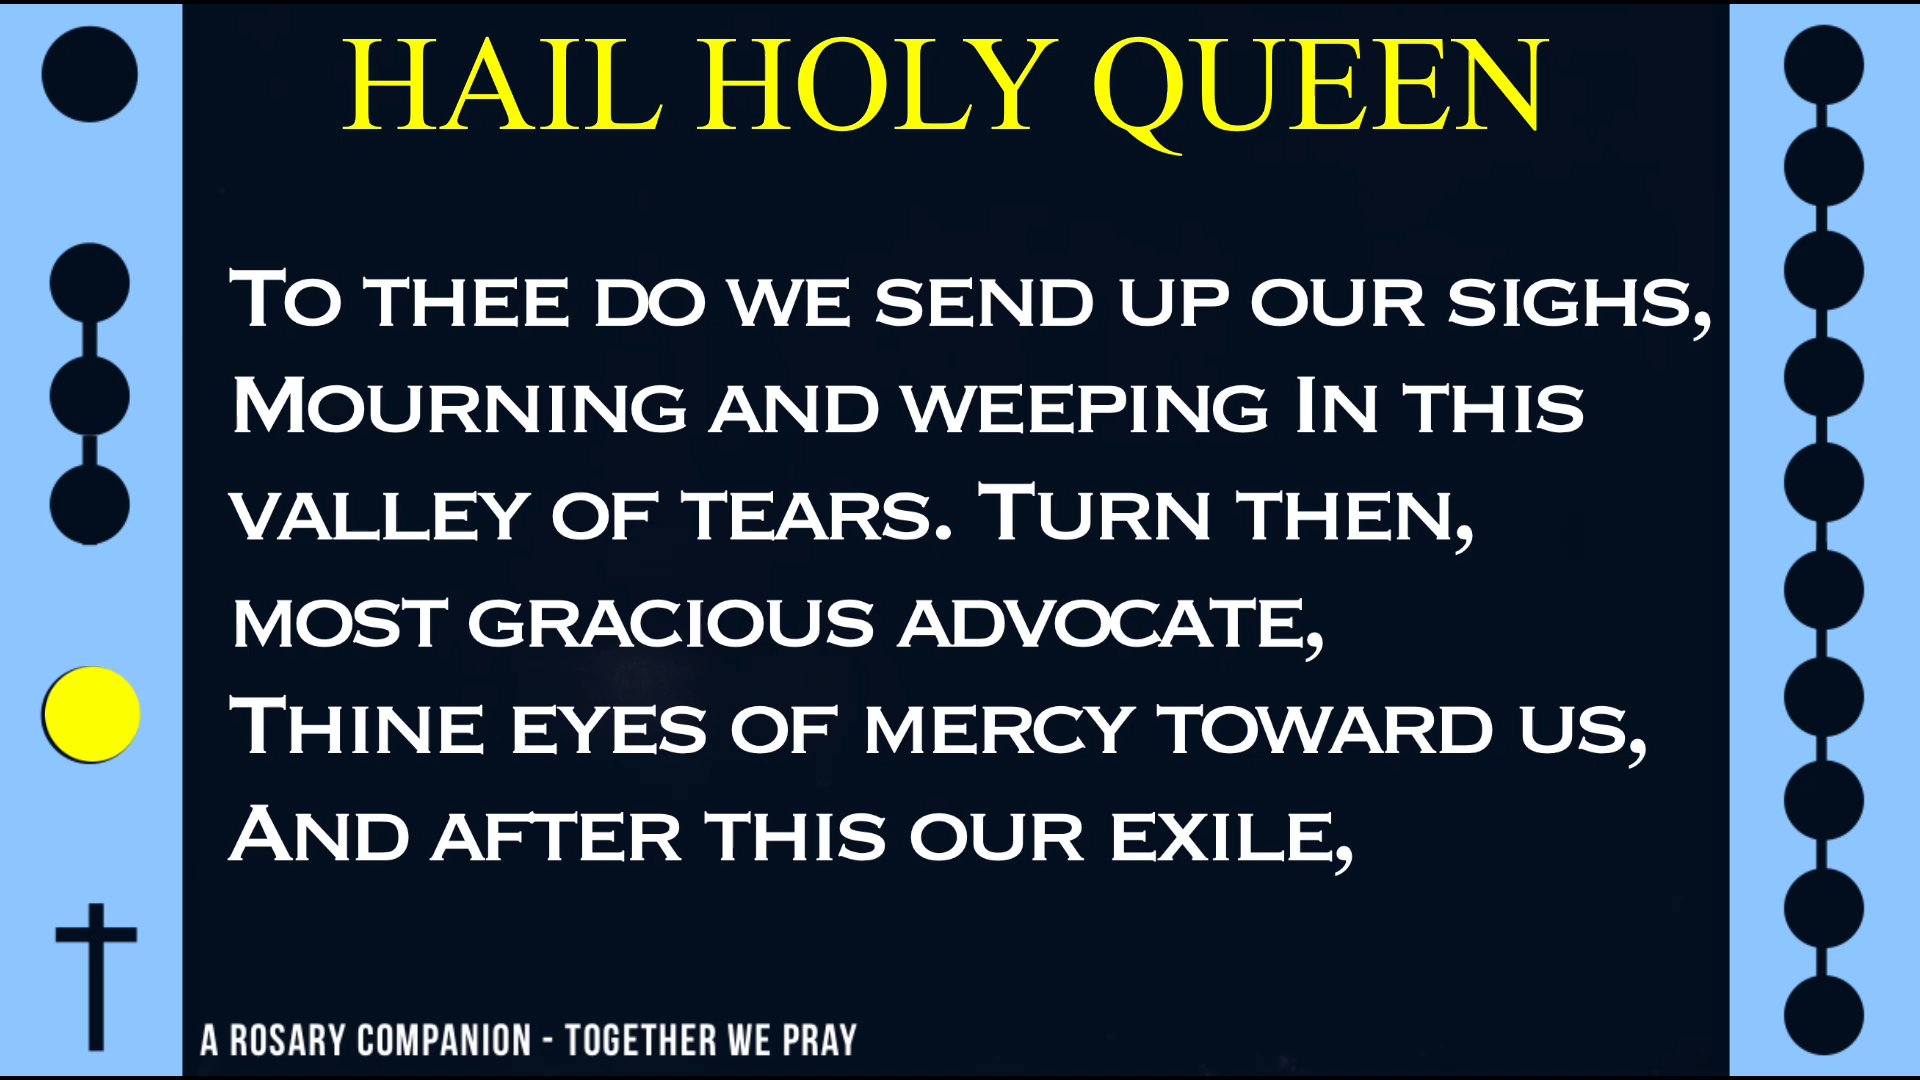 HAIL HOLY QUEEN
To thee do we send up our sighs,
Mourning and weeping In this
valley of tears. Turn then,
most gracious advocate,
Thine eyes of mercy toward us,
And after this our exile,
A ROSARY COMPANION - TOGETHER WE PRAY